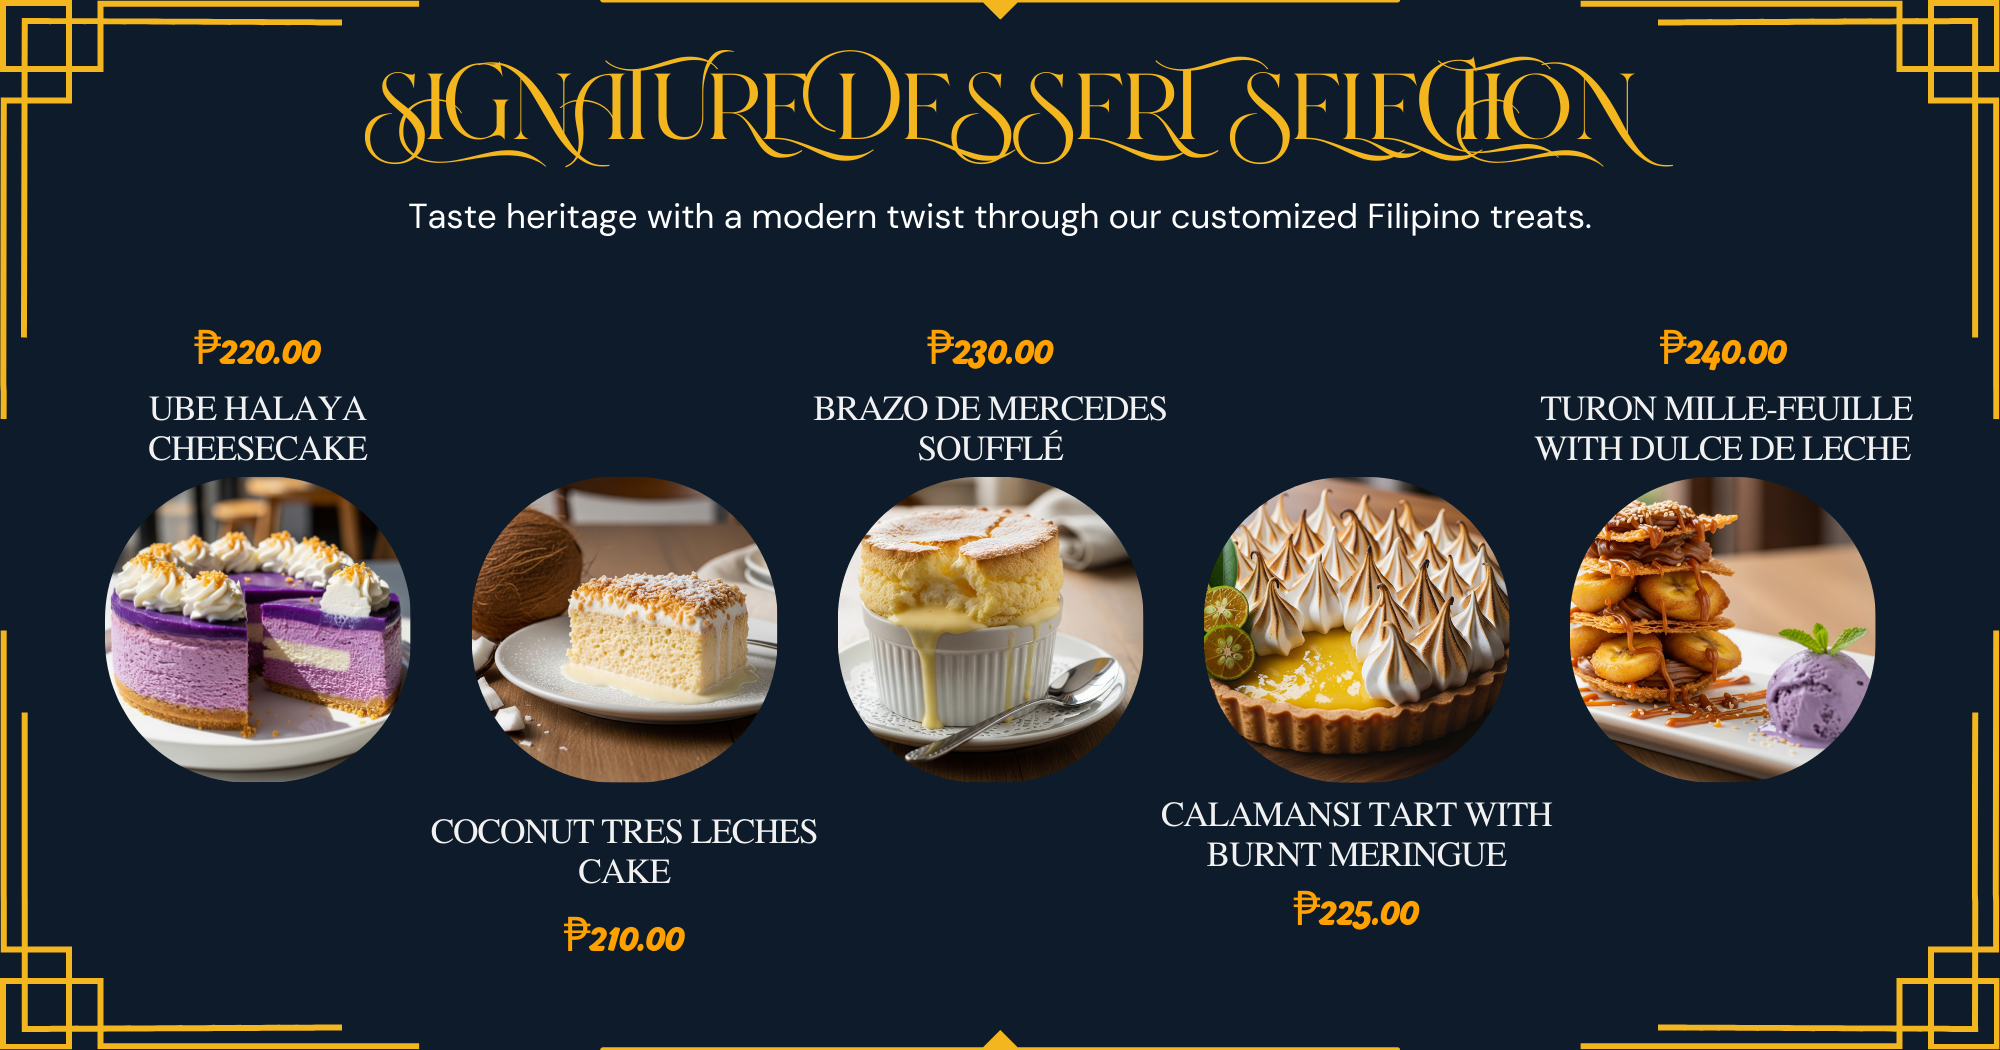 SIGNATURE DESSERT SELECTION
Taste heritage with a modern twist through our customized Filipino treats.
₱220.00
UBE HALAYA
CHEESECAKE
COCONUT TRES LECHES
CAKE
₱210.00
₱230.00
BRAZO DE MERCEDES
SOUFFLÉ
CALAMANSI TART WITH
BURNT MERINGUE
₱225.00
₱240.00
TURON MILLE-FEUILLE
WITH DULCE DE LECHE